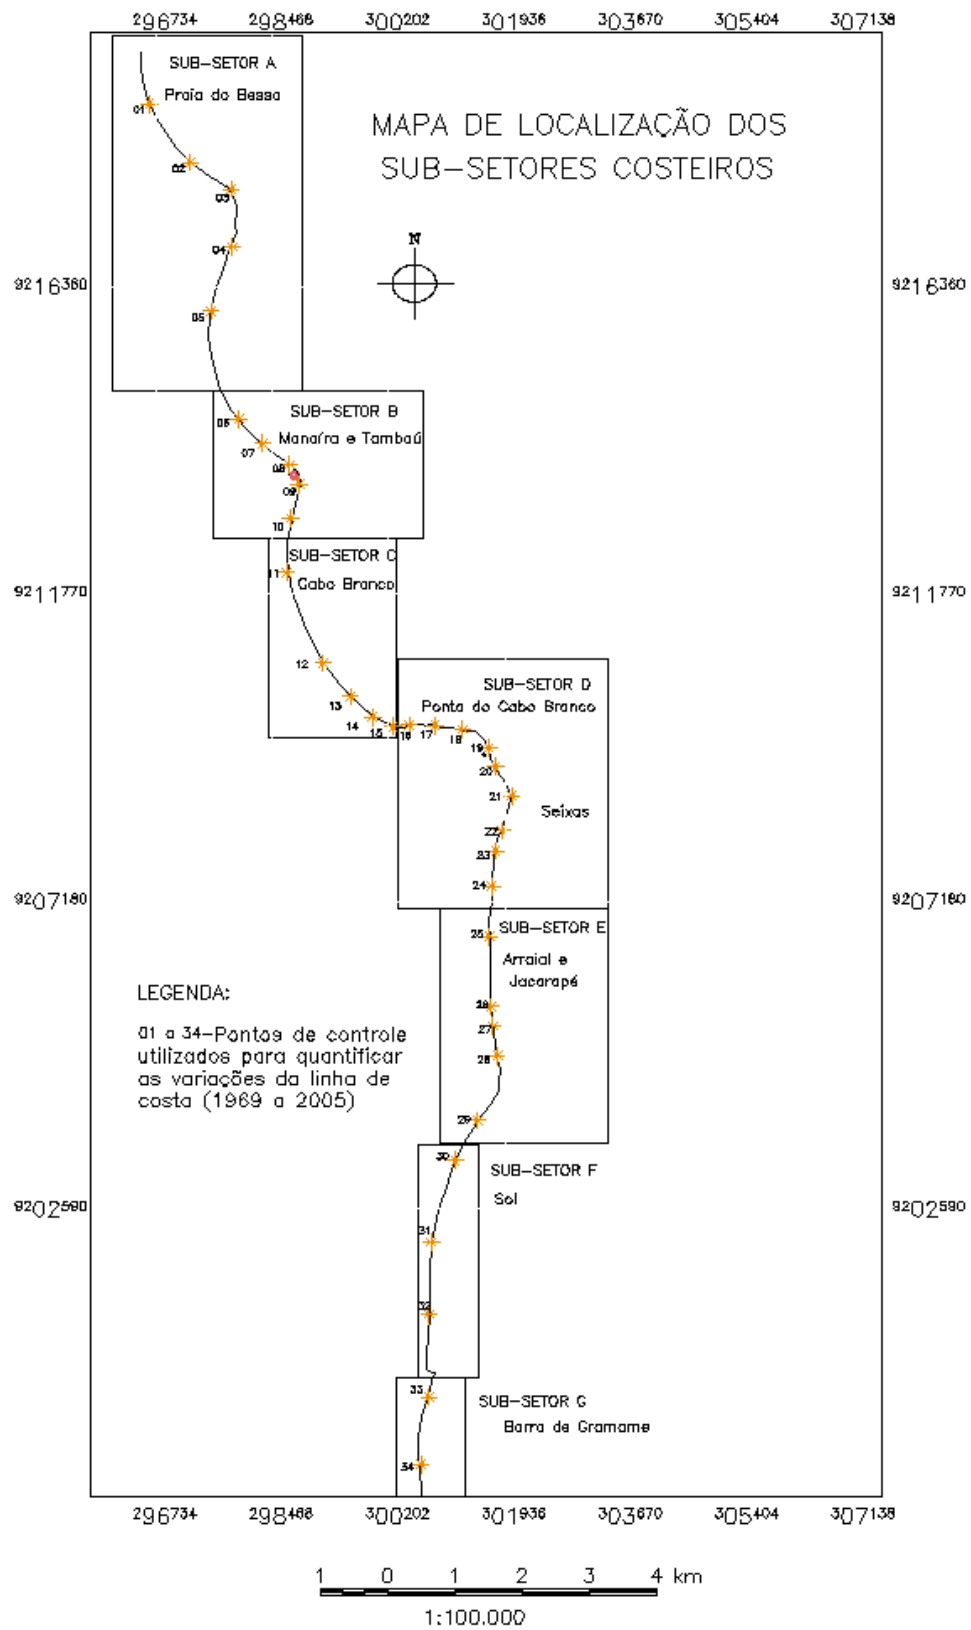 296734 298468 300202 301936 303670 305404 307138
SUB-SETOR A
Praia do Bessa
MAPA DE LOCALIZAÇÃO DOS
SUB-SETORES COSTEIROS
01
02
03
N
04
9216360 9216360
05
SUB-SETOR B
Manaíra e Tambaú
06
07
08
09
10
SUB-SETOR C
Cabo Branco
11
9211770 9211770
12
SUB-SETOR D
Ponta do Cabo Branco
13
14
15 16 17 18
19
20
21
Seixas
22
23
24
9207180 9207180
SUB-SETOR E
25
Arraial e
Jacarapé
LEGENDA:
01 a 34-Pontos de controle
utilizados para quantificar
as variações da linha de
costa (1969 a 2005)
26
27
28
29
30
SUB-SETOR F
Sol
9202590 9202590
31
32
33
SUB-SETOR G
Barra de Gramame
34
296734 298468 300202 301936 303670 305404 307138
1 0 1 2 3 4 km
1:100.000